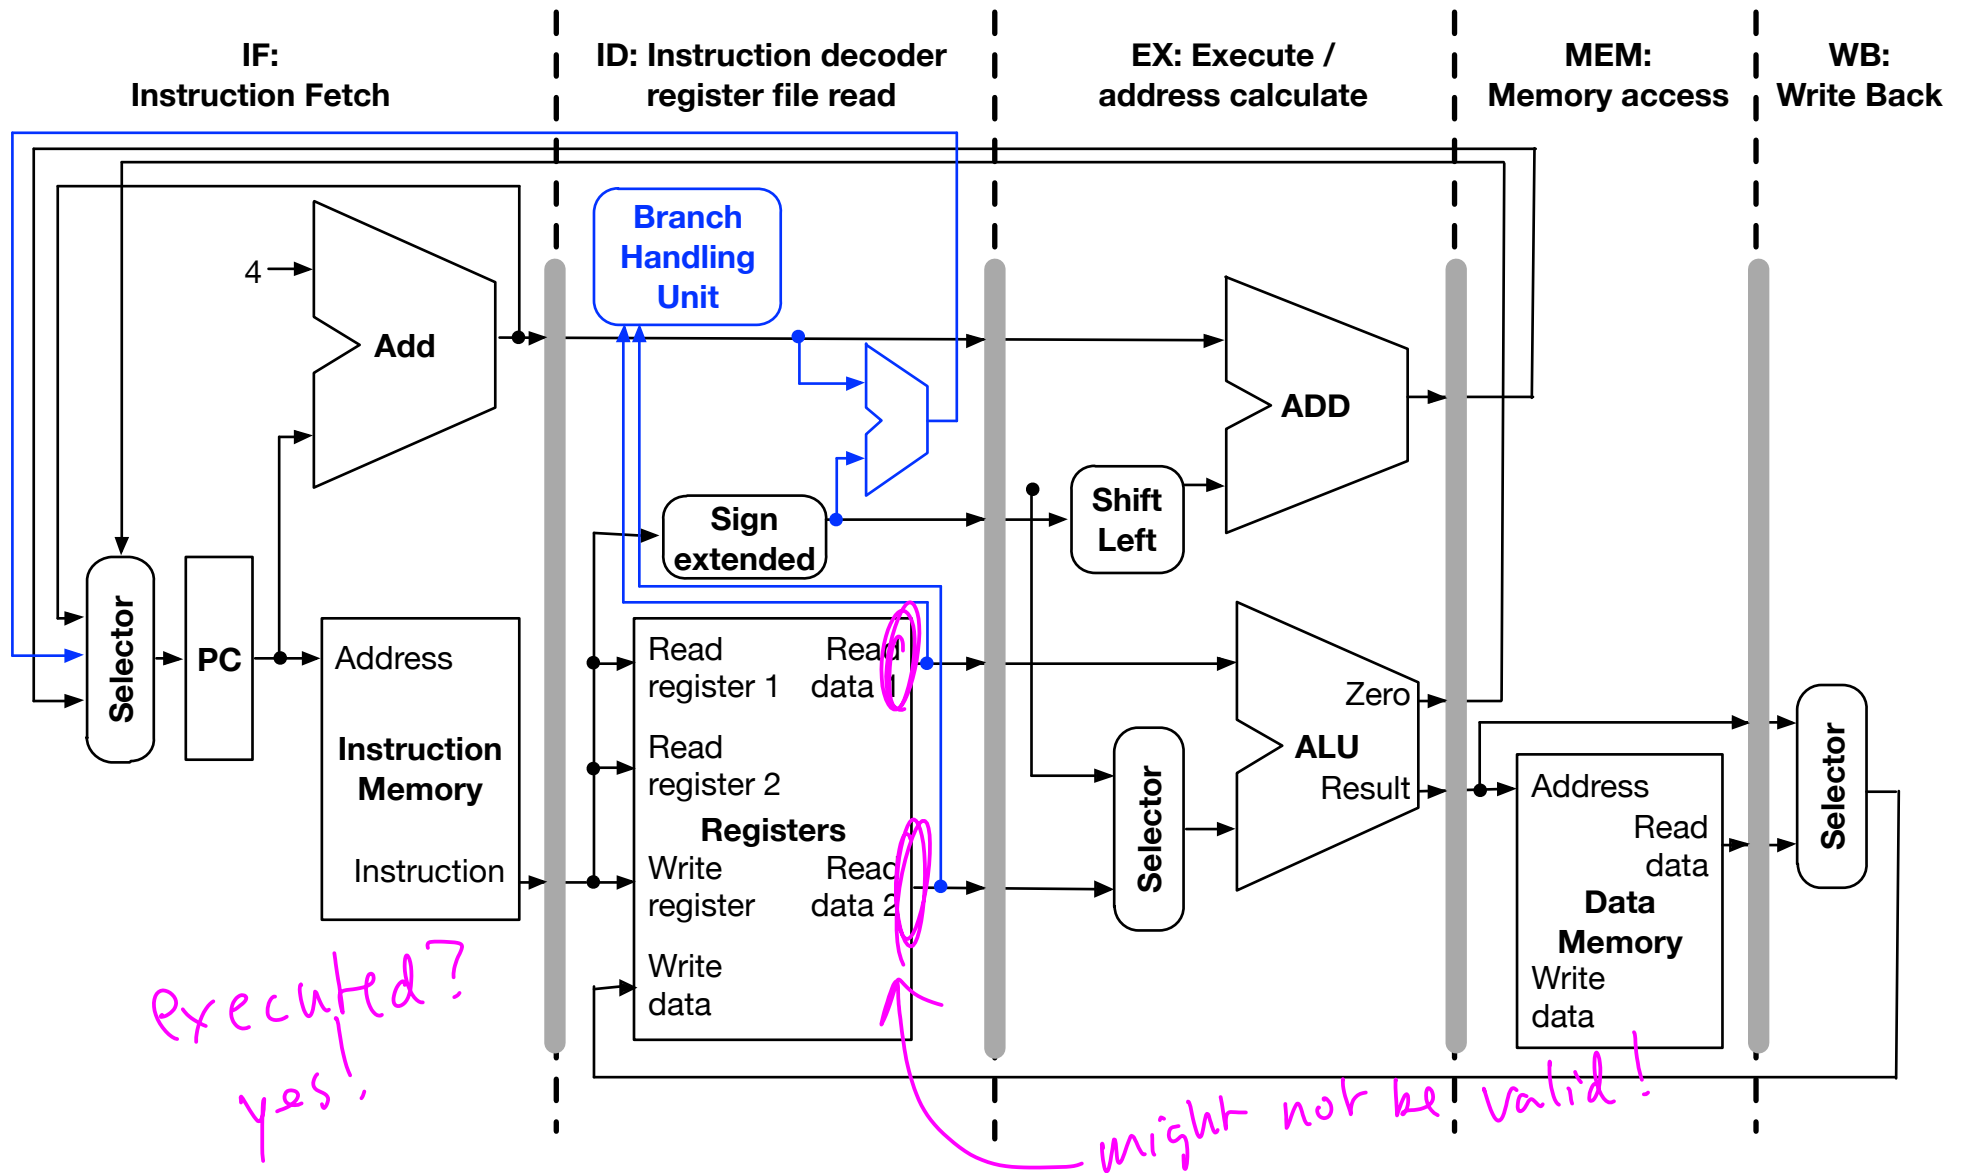 IF:
Instruction Fetch
ID: Instruction decoder
register file read
EX: Execute /
address calculate
MEM:
Memory access
WB:
Write Back
Branch
Handling
Unit
4
Add
ADD
Sign
extended
Shift
Left
Selector
PC
Address
Instruction
Memory
Instruction
Read
register 1
Read
data 1
Read
register 2
Registers
Write
register
Read
data 2
Write
data
Selector
Zero
ALU
Result
Address
Read
data
Data
Memory
Write
data
Selector
executed?
yes!
might not be valid!